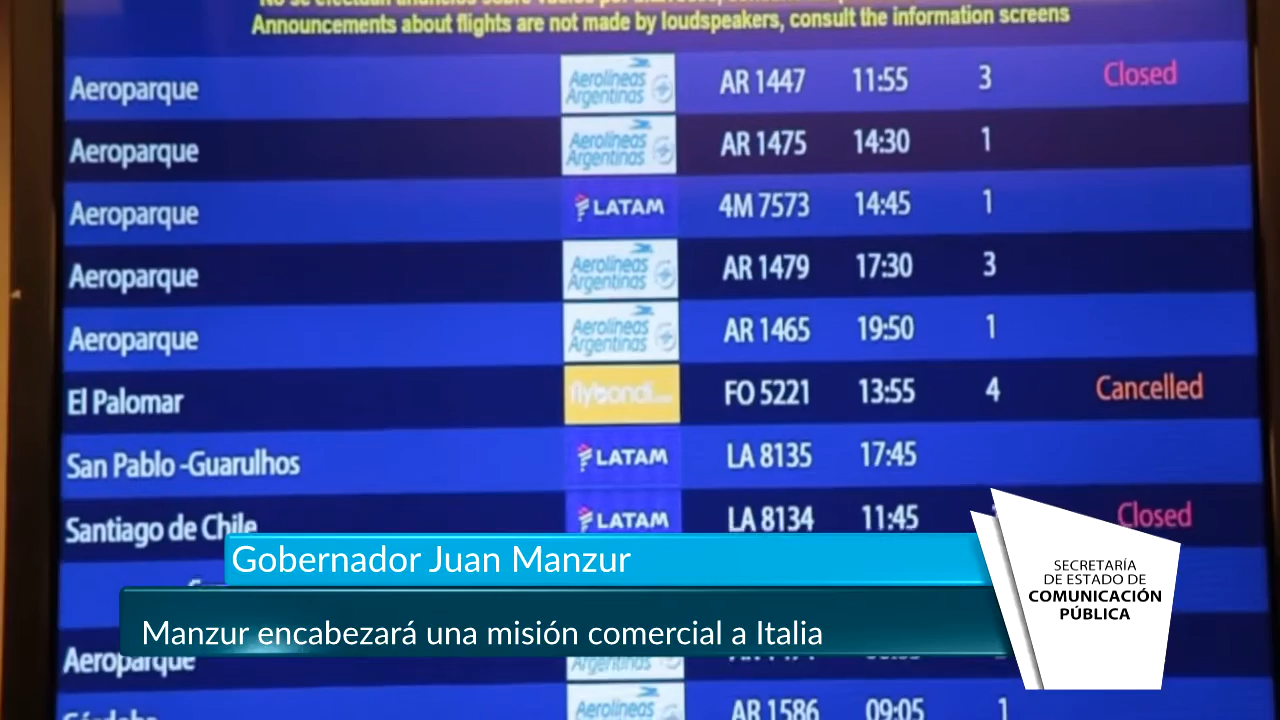 Announcements about flights are not made by loudspeakers, consult the information screens
Aeroparque Aerolíneas Argentinas AR 1447 11:55 3 Closed
Aeroparque Aerolíneas Argentinas AR 1475 14:30 1
Aeroparque LATAM 4M 7573 14:45 1
Aeroparque Aerolíneas Argentinas AR 1479 17:30 3
Aeroparque Aerolíneas Argentinas AR 1465 19:50 1
El Palomar flybondi FO 5221 13:55 4 Cancelled
San Pablo -Guarulhos LATAM LA 8135 17:45
Santiago de Chile LATAM LA 8134 11:45 Closed
Gobernador Juan Manzur
Manzur encabezará una misión comercial a Italia
SECRETARÍA
DE ESTADO DE
COMUNICACIÓN
PÚBLICA
Aeroparque Argentinas
Córdoba Aerolíneas AR 1586 09:05 1